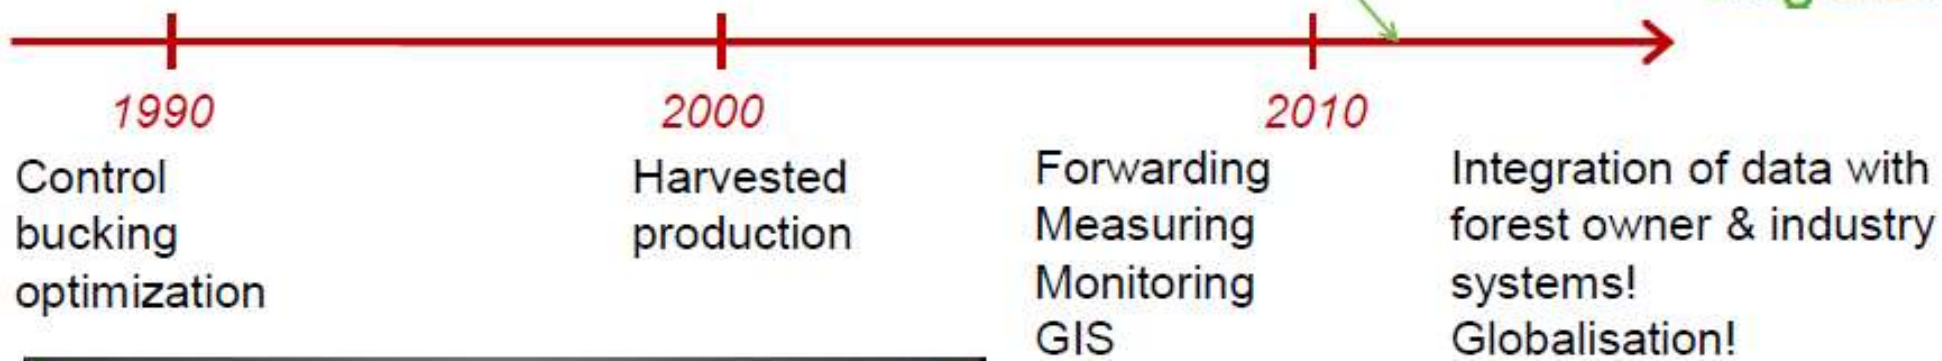 1990
2000
2010
Control
bucking
optimization
Harvested
production
Forwarding
Measuring
Monitoring
GIS
Integration of data with
forest owner & industry
systems!
Globalisation!